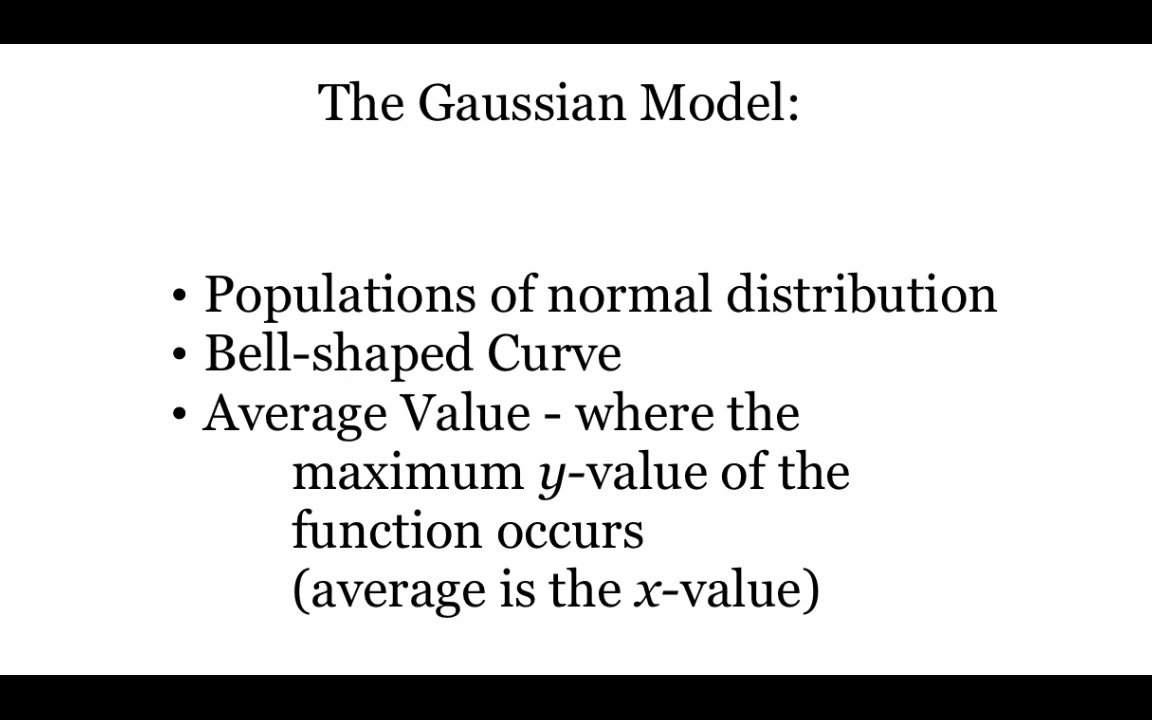 The Gaussian Model:
• Populations of normal distribution
• Bell-shaped Curve
• Average Value - where the
maximum y-value of the
function occurs
(average is the x-value)